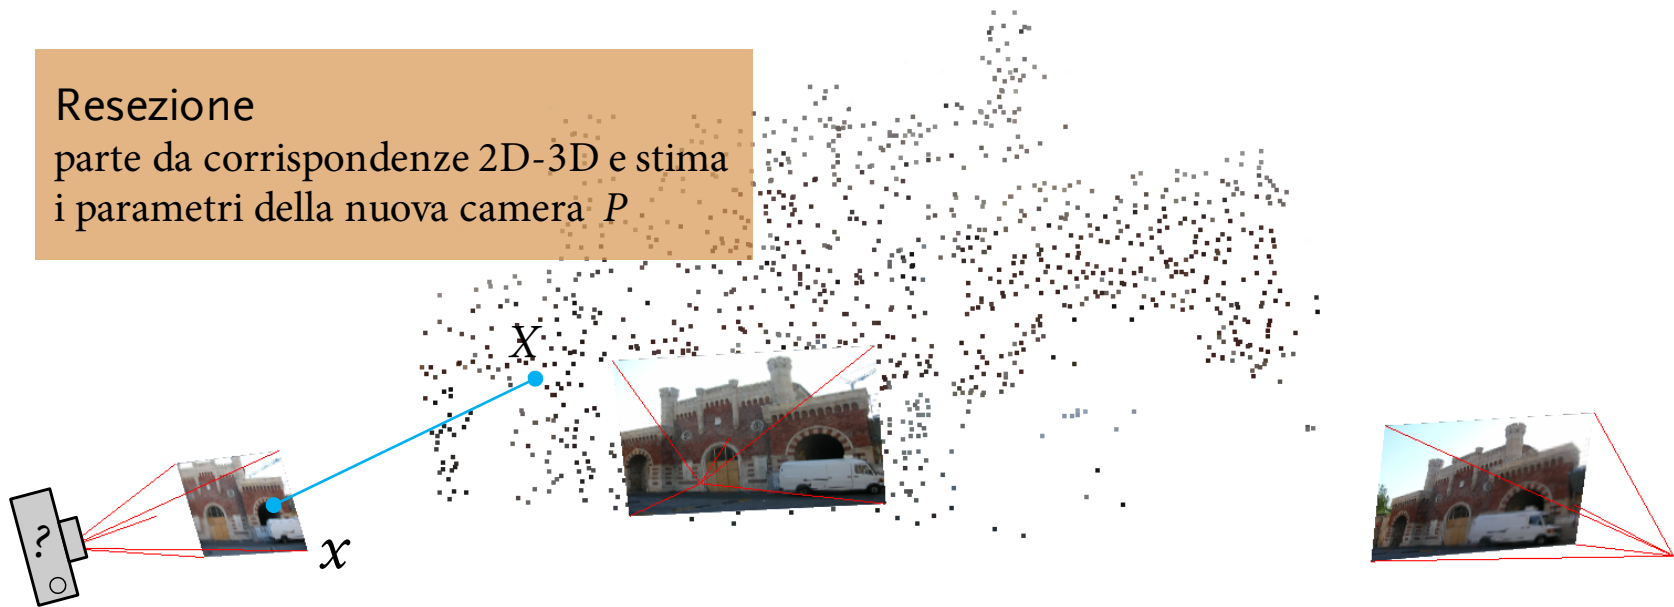 Resezione
parte da corrispondenze 2D-3D e stima
i parametri della nuova camera P
X
?
x